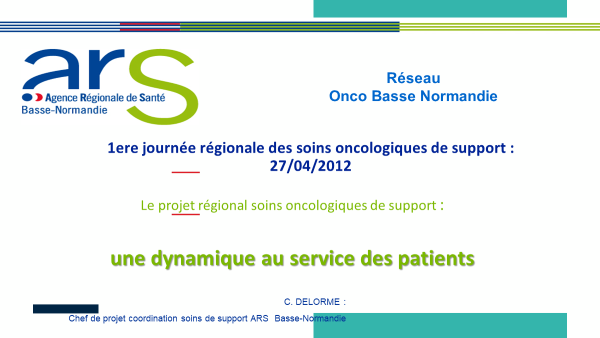 ars
Agence Régionale de Santé
Basse-Normandie
Réseau
Onco Basse Normandie
1ere journée régionale des soins oncologiques de support :
27/04/2012
Le projet régional soins oncologiques de support :
une dynamique au service des patients
C. DELORME :
Chef de projet coordination soins de support ARS Basse-Normandie